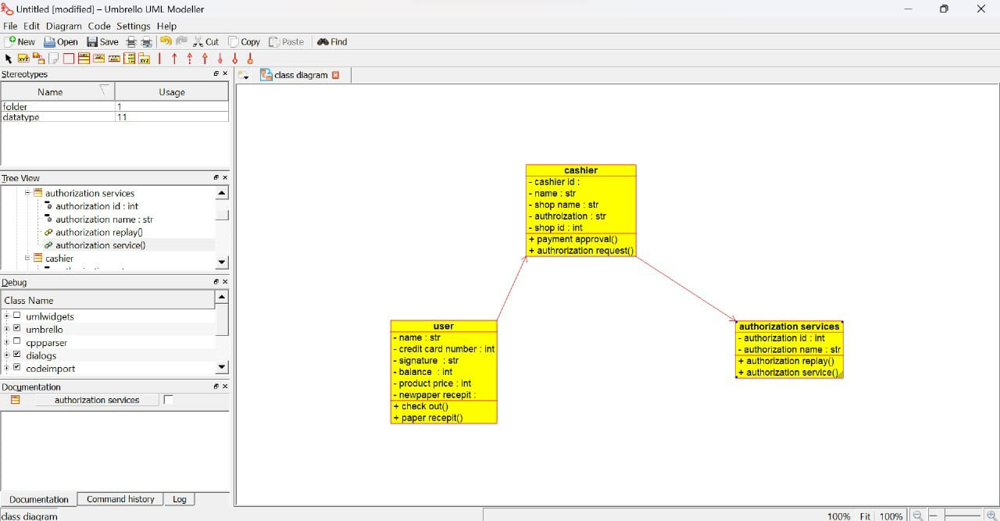 Untitled [modified] – Umbrello UML Modeller
File Edit Diagram Code Settings Help
New Open Save Cut Copy Paste Find
Stereotypes
class diagram
Name Usage
folder 1
datatype 11
Tree View
authorization services
authorization id : int
authorization name : str
authorization replay()
authorization service()
cashier
Debug
Class Name
umlwidgets
umbrello
cppparser
dialogs
codeimport
Documentation
authorization services
Documentation Command history Log
class diagram
cashier
- cashier id :
- name : str
- shop name : str
- authroization : str
- shop id : int
+ payment approval()
+ authrorization request()
user
- name : str
- credit card number : int
- signature : str
- balance : int
- product price : int
- newpaper recepit :
+ check out()
+ paper recepit()
authorization services
- authorization id : int
- authorization name : str
+ authorization replay()
+ authorization service()
100% Fit 100%